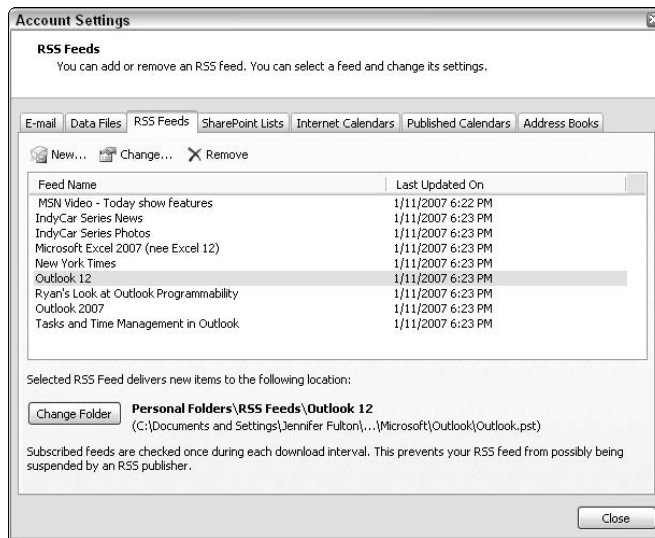 Account Settings
RSS Feeds
You can add or remove an RSS feed. You can select a feed and change its settings.
E-mail Data Files RSS Feeds SharePoint Lists Internet Calendars Published Calendars Address Books
New... Change... Remove
Feed Name Last Updated On
MSN Video - Today show features 1/11/2007 6:22 PM
IndyCar Series News 1/11/2007 6:23 PM
IndyCar Series Photos 1/11/2007 6:23 PM
Microsoft Excel 2007 (nee Excel 12) 1/11/2007 6:23 PM
New York Times 1/11/2007 6:23 PM
Outlook 12 1/11/2007 6:23 PM
Ryan's Look at Outlook Programmability 1/11/2007 6:23 PM
Outlook 2007 1/11/2007 6:23 PM
Tasks and Time Management in Outlook 1/11/2007 6:23 PM
Selected RSS Feed delivers new items to the following location:
Change Folder Personal Folders\RSS Feeds\Outlook 12
(C:\Documents and Settings\Jennifer Fulton\...\Microsoft\Outlook\Outlook.pst)
Subscribed feeds are checked once during each download interval. This prevents your RSS feed from possibly being
suspended by an RSS publisher.
Close